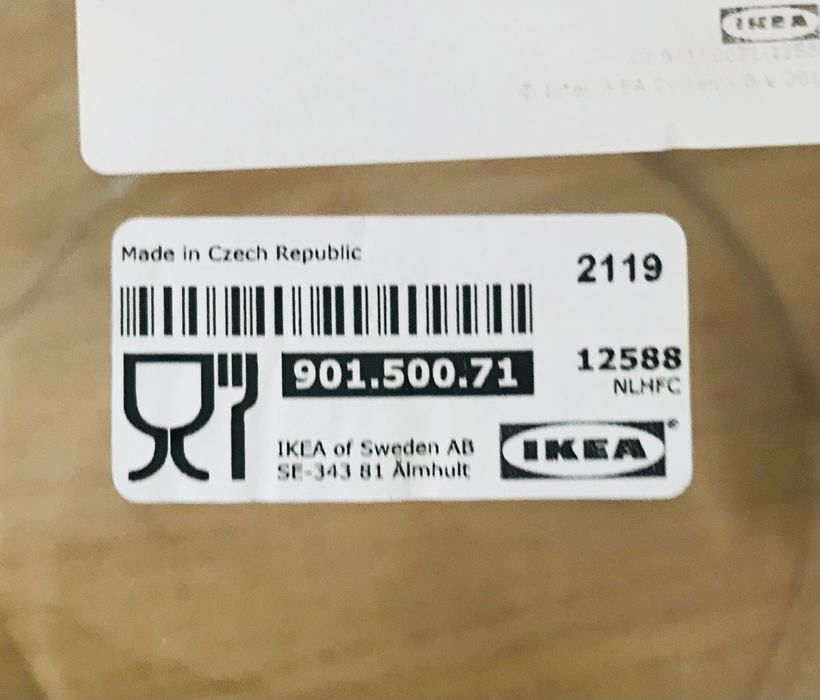 IKEA
Made in Czech Republic
2119
901.500.71
12588
NLHFC
IKEA of Sweden AB
SE-343 81 Älmhult
IKEA®